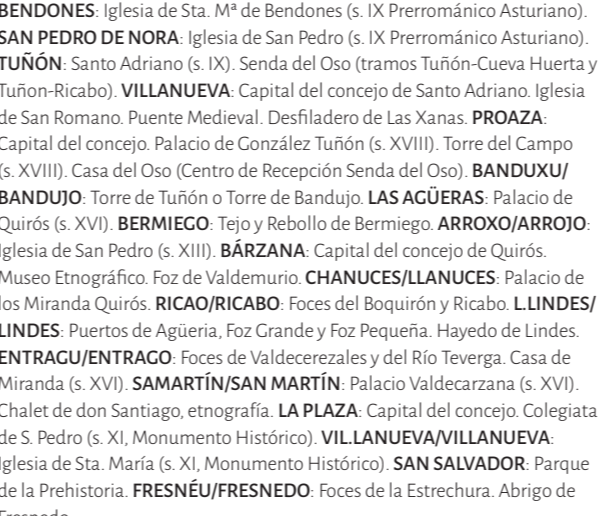 BENDONES: Iglesia de Sta. Mª de Bendones (s. IX Prerrománico Asturiano).
SAN PEDRO DE NORA: Iglesia de San Pedro (s. IX Prerrománico Asturiano).
TUÑÓN: Santo Adriano (s. IX). Senda del Oso (tramos Tuñón-Cueva Huerta y
Tuñon-Ricabo). VILLANUEVA: Capital del concejo de Santo Adriano. Iglesia
de San Romano. Puente Medieval. Desfiladero de Las Xanas. PROAZA:
Capital del concejo. Palacio de González Tuñón (s. XVIII). Torre del Campo
(s. XVIII). Casa del Oso (Centro de Recepción Senda del Oso). BANDUXU/
BANDUJO: Torre de Tuñón o Torre de Bandujo. LAS AGÜERAS: Palacio de
Quirós (s. XVI). BERMIEGO: Tejo y Rebollo de Bermiego. ARROXO/ARROJO:
Iglesia de San Pedro (s. XIII). BÁRZANA: Capital del concejo de Quirós.
Museo Etnográfico. Foz de Valdemurio. CHANUCES/LLANUCES: Palacio de
los Miranda Quirós. RICAO/RICABO: Foces del Boquirón y Ricabo. L.LINDES/
LINDES: Puertos de Agüeria, Foz Grande y Foz Pequeña. Hayedo de Lindes.
ENTRAGU/ENTRAGO: Foces de Valdecerezales y del Río Teverga. Casa de
Miranda (s. XVI). SAMARTÍN/SAN MARTÍN: Palacio Valdecarzana (s. XVI).
Chalet de don Santiago, etnografía. LA PLAZA: Capital del concejo. Colegiata
de S. Pedro (s. XI, Monumento Histórico). VIL.LANUEVA/VILLANUEVA:
Iglesia de Sta. María (s. XI, Monumento Histórico). SAN SALVADOR: Parque
de la Prehistoria. FRESNÉU/FRESNEDO: Foces de la Estrechura. Abrigo de
Fresnedo